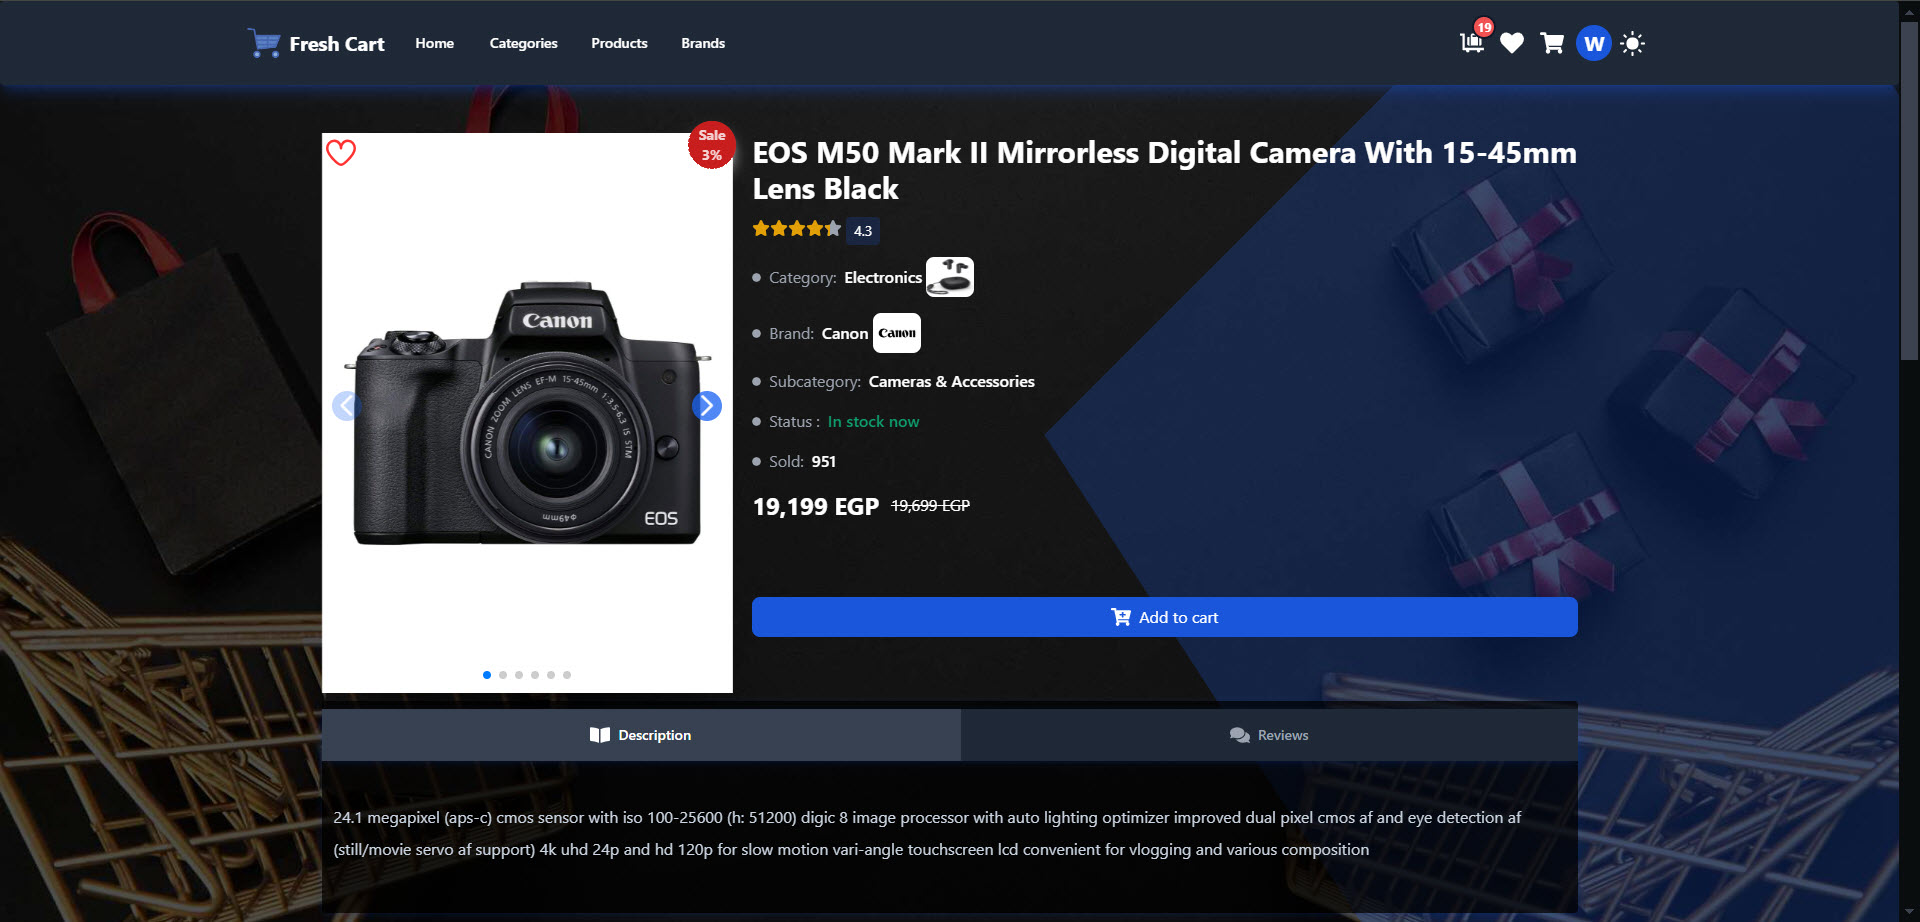 Fresh Cart
Home
Categories
Products
Brands
19
W
Sale
3%
Canon
CANON ZOOM LENS EF-M 15-45mm 1:3.5-6.3 IS STM
Φ49mm
EOS
EOS M50 Mark II Mirrorless Digital Camera With 15-45mm
Lens Black
4.3
Category: Electronics
Brand: Canon
Canon
Subcategory: Cameras & Accessories
Status : In stock now
Sold: 951
19,199 EGP 19,699 EGP
Add to cart
Description
Reviews
24.1 megapixel (aps-c) cmos sensor with iso 100-25600 (h: 51200) digic 8 image processor with auto lighting optimizer improved dual pixel cmos af and eye detection af
(still/movie servo af support) 4k uhd 24p and hd 120p for slow motion vari-angle touchscreen lcd convenient for vlogging and various composition